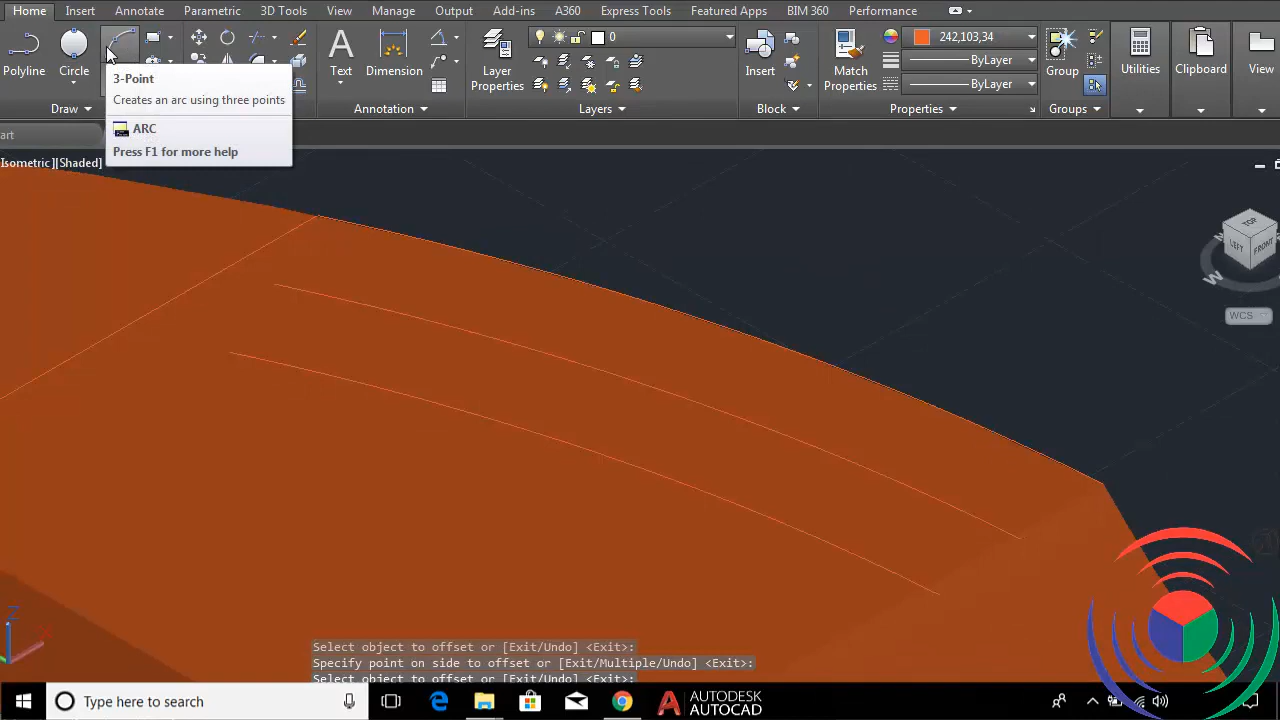 Home Insert Annotate Parametric 3D Tools View Manage Output Add-ins A360 Express Tools Featured Apps BIM 360 Performance
0
242,103,34
ByLayer
ByLayer
Polyline Circle Text Dimension Layer Properties Insert Match Properties Group Utilities Clipboard View
Draw Annotation Layers Block Properties Groups
3-Point
Creates an arc using three points
ARC
Press F1 for more help
art
Isometric][Shaded]
TOP
LEFT FRONT
W
WCS
Z
X
Select object to offset or [Exit/Undo] <Exit>:
Specify point on side to offset or [Exit/Multiple/Undo] <Exit>:
Select object to offset or [Exit/Undo] <Exit>:
Type here to search
AUTODESK
AUTOCAD